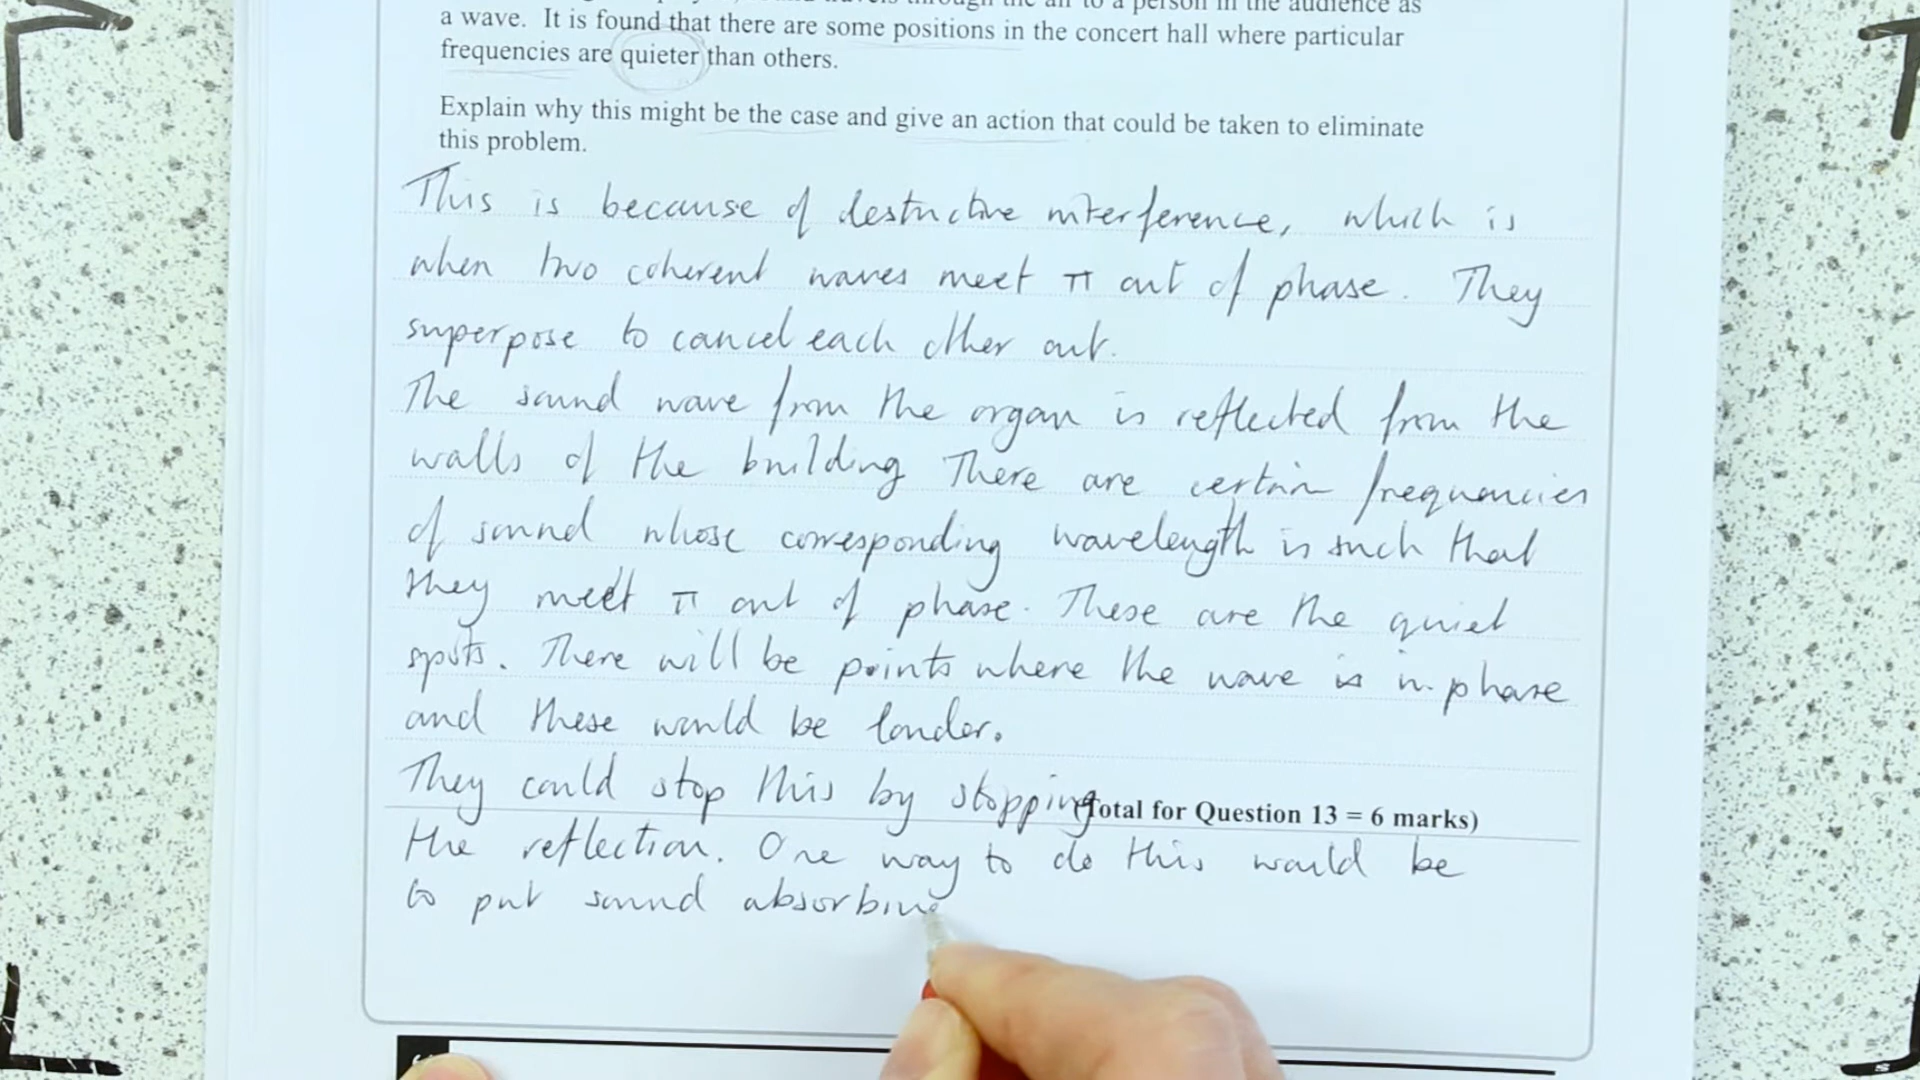 a wave. It is found that there are some positions in the concert hall where particular
frequencies are quieter than others.
Explain why this might be the case and give an action that could be taken to eliminate
this problem.
This is because of destructive interference, which is
when two coherent waves meet π out of phase. They
superpose to cancel each other out.
The sound wave from the organ is reflected from the
walls of the building There are certain frequencies
of sound whose corresponding wavelength is such that
they meet π out of phase. These are the quiet
spots. There will be points where the wave is in phase
and these would be louder.
They could stop this by stopping
(Total for Question 13 = 6 marks)
the reflection. One way to do this would be
to put sound absorbing